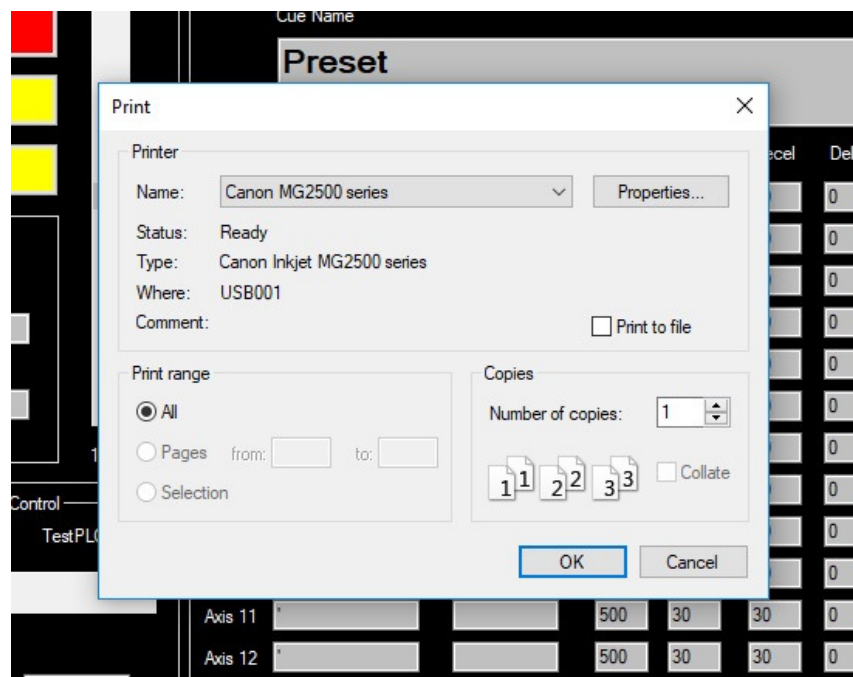 Cue Name
Preset
Print
Printer
Name: Canon MG2500 series Properties...
Status: Ready
Type: Canon Inkjet MG2500 series
Where: USB001
Comment: Print to file
Print range
All
Pages from: to:
Selection
Copies
Number of copies: 1
1 1 2 2 3 3 Collate
OK Cancel
0
0
0
0
0
0
0
0
0
0
Control
Axis 11 ' 500 30 30 0
Axis 12 ' 500 30 30 0